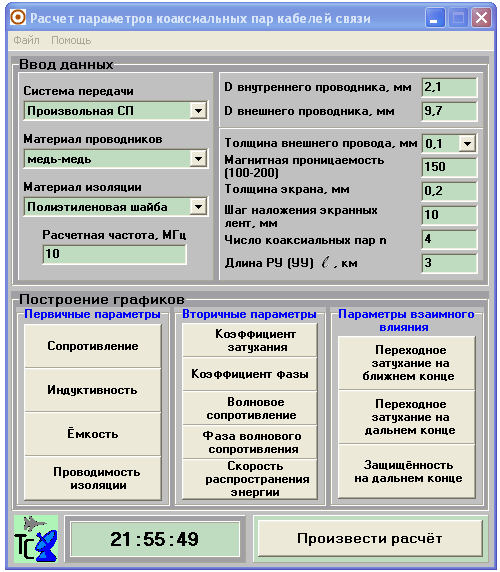 Расчет параметров коаксиальных пар кабелей связи
Файл Помощь
Ввод данных
Система передачи
Произвольная СП
Материал проводников
медь-медь
Материал изоляции
Полиэтиленовая шайба
Расчетная частота, МГц
10
D внутреннего проводника, мм 2,1
D внешнего проводника, мм 9,7
Толщина внешнего провода, мм 0,1
Магнитная проницаемость
(100-200) 150
Толщина экрана, мм 0,2
Шаг наложения экранных
лент, мм 10
Число коаксиальных пар n 4
Длина РУ (УУ) ℓ , км 3
Построение графиков
Первичные параметры
Сопротивление
Индуктивность
Ёмкость
Проводимость
изоляции
Вторичные параметры
Коэффициент
затухания
Коэффициент фазы
Волновое
сопротивление
Фаза волнового
сопротивления
Скорость
распространения
энергии
Параметры взаимного
влияния
Переходное
затухание на
ближнем конце
Переходное
затухание на
дальнем конце
Защищённость
на дальнем конце
ТС
21:55:49
Произвести расчёт